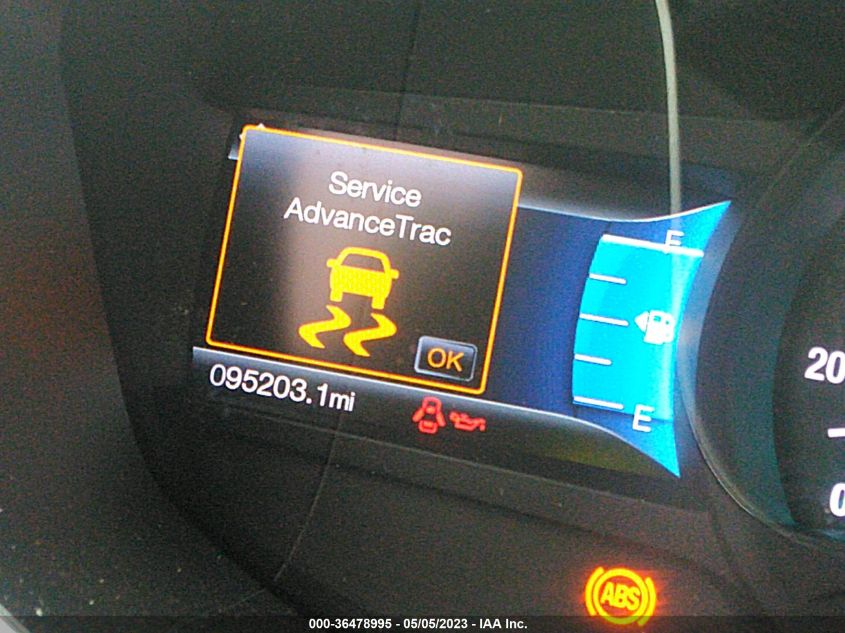 Service
AdvanceTrac
OK
095203.1mi
F
E
20
0
ABS
000-36478995 - 05/05/2023 - IAA Inc.